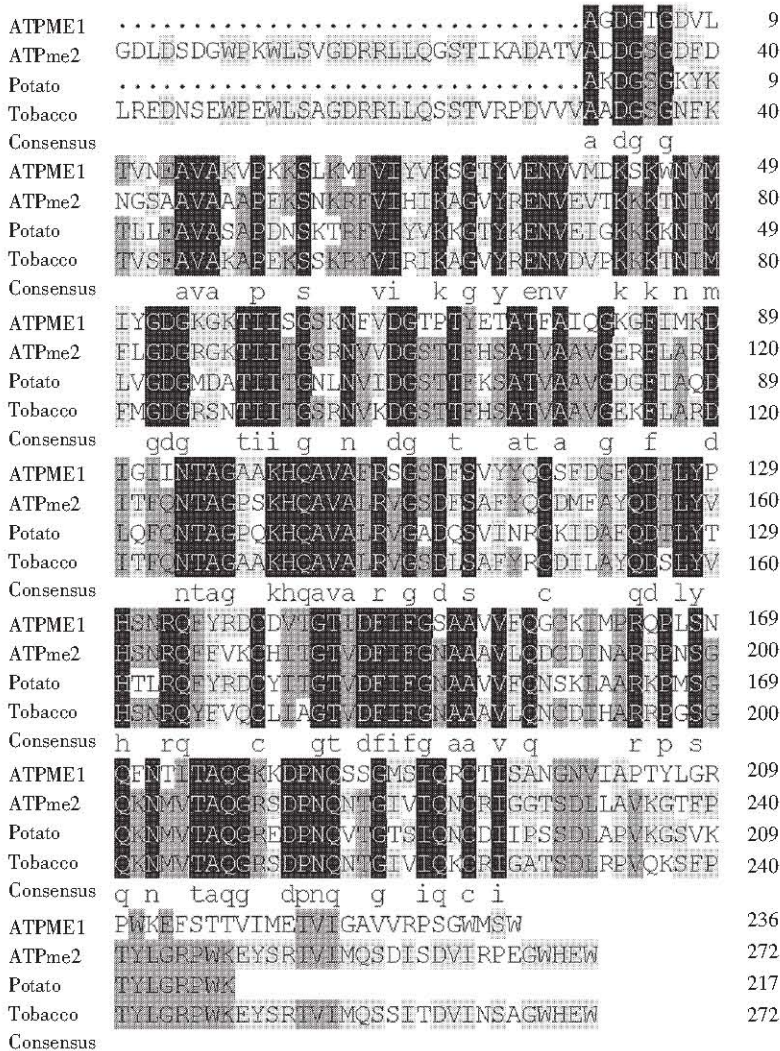 ATPME1 ...............................AGDGTGDVL 9
ATPme2 GDLDSDGWPKWLSVGDRRLLQGSTIKADATVADDGSGDFD 40
Potato ...............................AKDGSGKYK 9
Tobacco LREDNSEWPEWLSAGDRRLLQSSTVRPDVVVAADGSGNFK 40
Consensus a dg g
ATPME1 TVNEAVAKVPKKSLKMFVIYVKSGTYVENVVMDKSKWNVM 49
ATPme2 NGSAAVAAAPEKSNKRFVIHIKAGVYRENVEVTKKKTNIM 80
Potato TLLEAVASAPDNSKTRFVIYVKKGTYKENVEIGKKKKNIM 49
Tobacco TVSEAVAKAPEKSSKRYVIRIKAGVYRENVDVPKKKTNIM 80
Consensus ava p s vi k g y env k k n m
ATPME1 IYGDGKGKTIISGSKNFVDGTPTYETATFAIQGKGFIMKD 89
ATPme2 FLGDGRGKTIITGSRNVVDGSTTFHSATVAAVGERFLARD 120
Potato LVGDGMDATIITGNLNVIDGSTTFKSATVAAVGDGFIAQD 89
Tobacco FMGDGRSNTIITGSRNVKDGSTTFHSATVAAVGEKFLARD 120
Consensus gdg tii g n dg t at a g f d
ATPME1 IGIINTAGAAKHQAVAFRSGSDFSVYYQCSFDGFQDTLYP 129
ATPme2 ITFQNTAGPSKHQAVALRVGSDFSAFYQCDMFAYQDTLYV 160
Potato LQFQNTAGPQKHQAVALRVGADQSVINRCKIDAFQDTLYT 129
Tobacco ITFQNTAGAAKHQAVALRVGSDLSAFYRCDILAYQDSLYV 160
Consensus ntag khqava r g d s c qd ly
ATPME1 HSNRQFYRDCDVTGTIDFIFGSAAVVFQGCKIMPRQPLSN 169
ATPme2 HSNRQFFVKCHITGTVDFIFGNAAAVLQDCDINARRPNSG 200
Potato HTLRQFYRDCYITGTVDFIFGNAAVVFQNSKLAARKPMSG 169
Tobacco HSNRQYFVQCLIAGTVDFIFGNAAAVLQNCDIHARRPGSG 200
Consensus h rq c gt dfifg aa v q r p s
ATPME1 QFNTITAQGKKDPNQSSGMSIQRCTISANGNVIAPTYLGR 209
ATPme2 QKNMVTAQGRSDPNQNTGIVIQNCRIGGTSDLLAVKGTFP 240
Potato QKNMVTAQGREDPNQVTGTSIQNCDIIPSSDLAPVKGSVK 209
Tobacco QKNMVTAQGRSDPNQNTGIVIQKCRIGATSDLRPVQKSFP 240
Consensus q n taqg dpnq g iq c i
ATPME1 PWKEFSTTVIMEIVIGAVVRPSGWMSW 236
ATPme2 TYLGRPWKEYSRTVIMQSDISDVIRPEGWHEW 272
Potato TYLGRPWK 217
Tobacco TYLGRPWKEYSRTVIMQSSITDVINSAGWHEW 272
Consensus